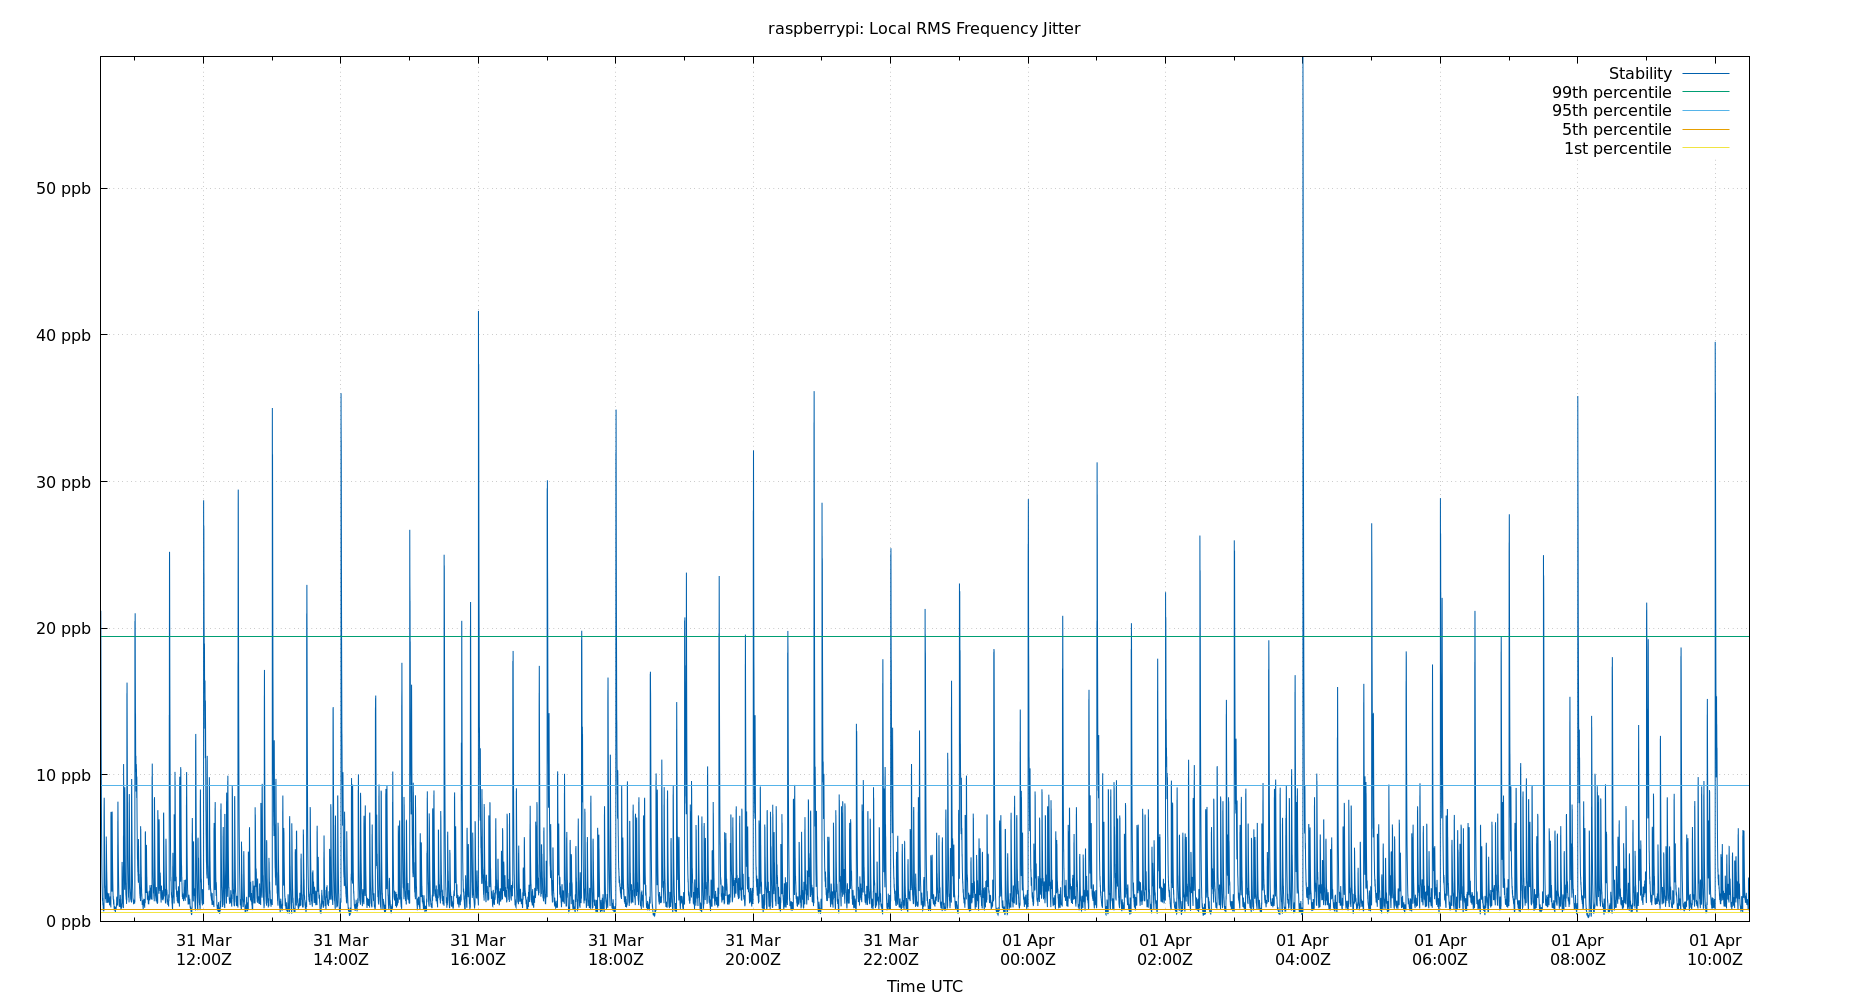 raspberrypi: Local RMS Frequency Jitter
Stability
99th percentile
95th percentile
5th percentile
1st percentile
50 ppb
40 ppb
30 ppb
20 ppb
10 ppb
0 ppb
31 Mar 31 Mar 31 Mar 31 Mar 31 Mar 31 Mar 01 Apr 01 Apr 01 Apr 01 Apr 01 Apr 01 Apr
12:00Z 14:00Z 16:00Z 18:00Z 20:00Z 22:00Z 00:00Z 02:00Z 04:00Z 06:00Z 08:00Z 10:00Z
Time UTC